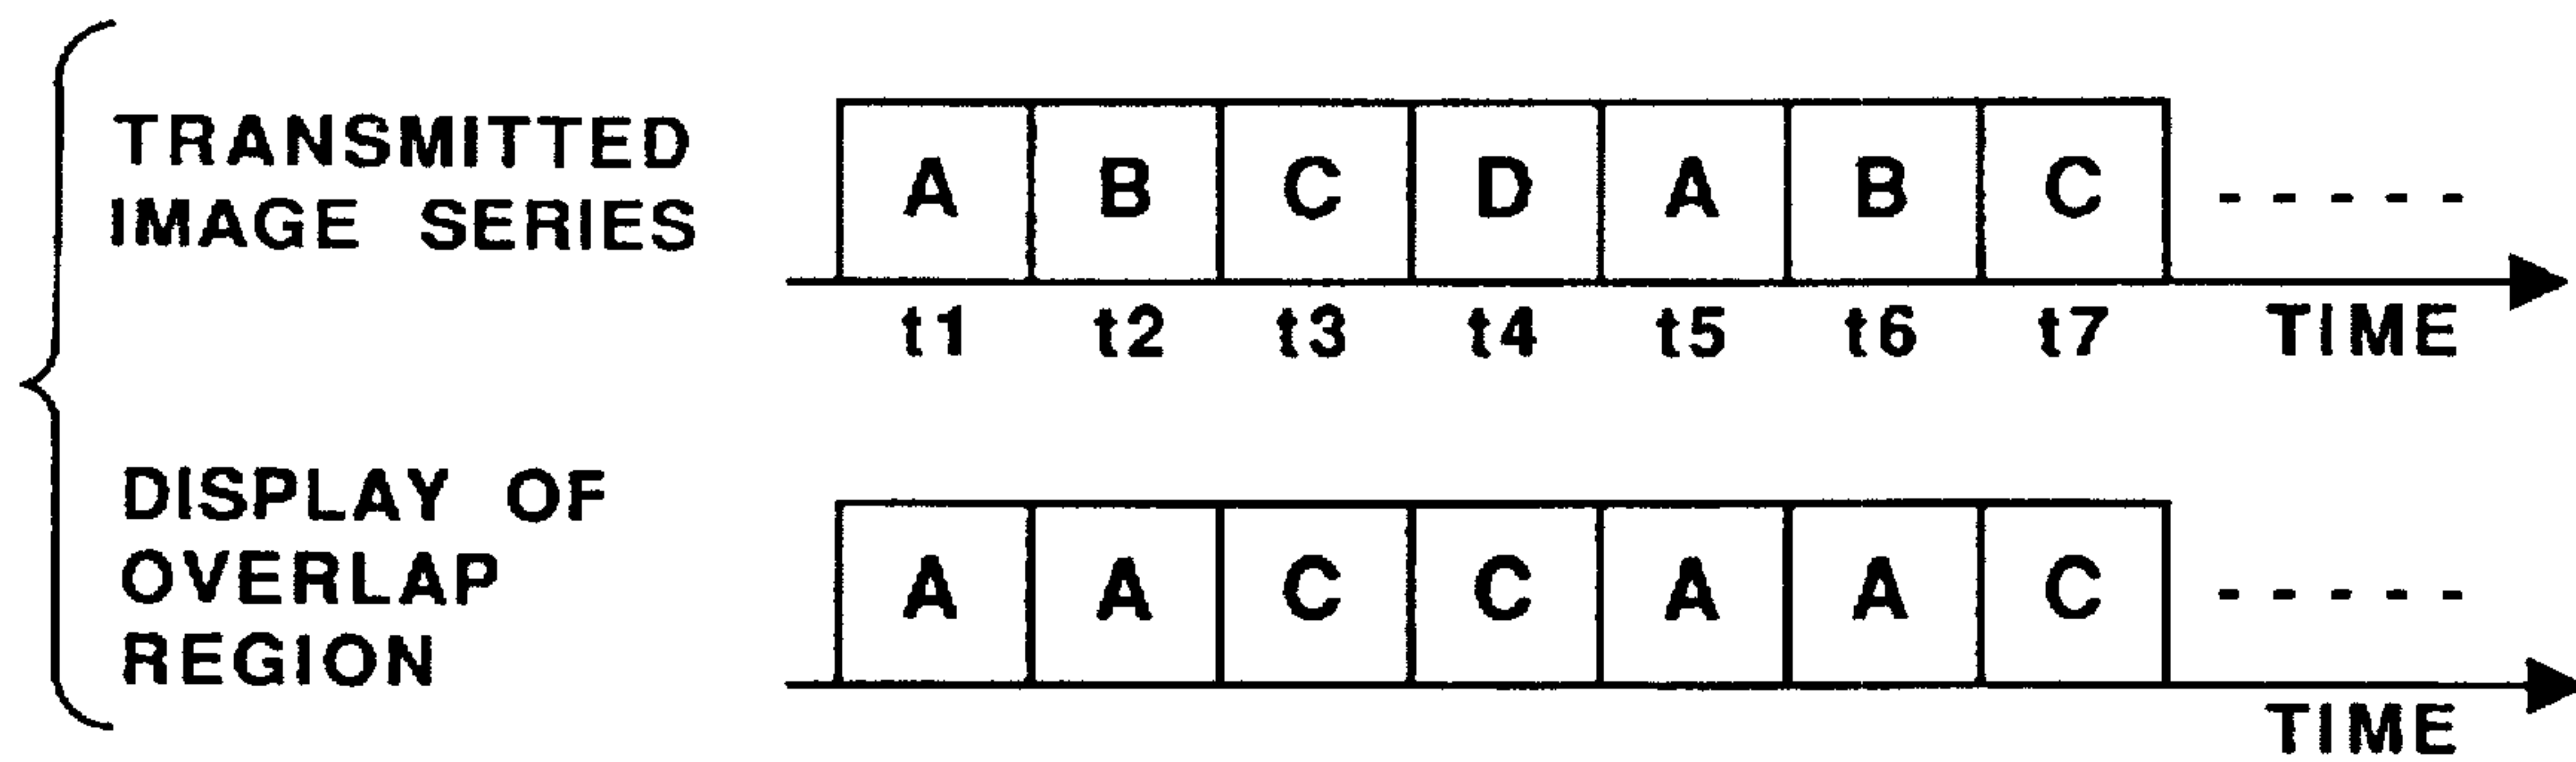 TRANSMITTED
IMAGE SERIES
A B C D A B C -----
t1 t2 t3 t4 t5 t6 t7 TIME
DISPLAY OF
OVERLAP
REGION
A A C C A A C -----
TIME